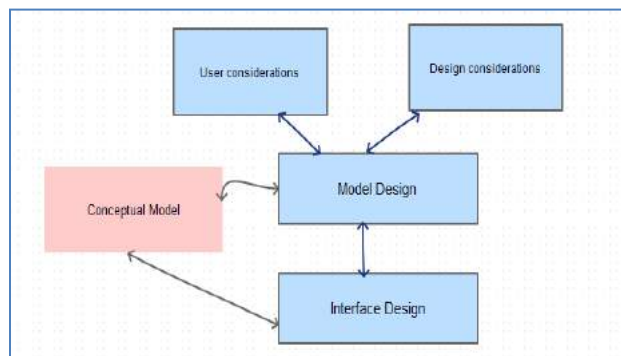 User considerations
Design considerations
Model Design
Conceptual Model
Interface Design